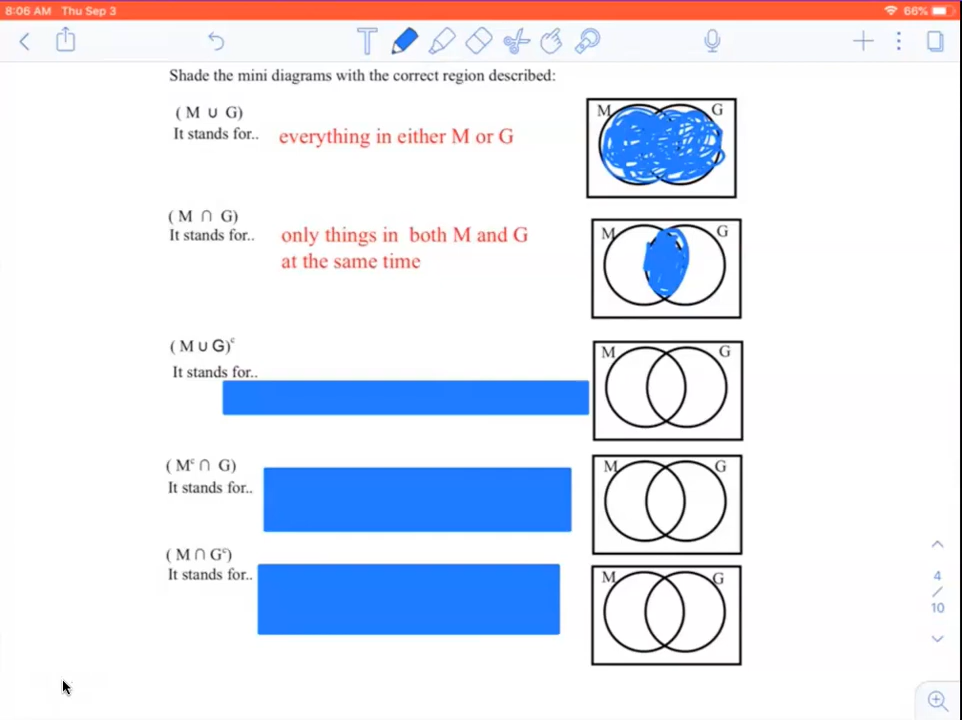 8:06 AM Thu Sep 3 66%
Shade the mini diagrams with the correct region described:
( M ∪ G)
It stands for.. everything in either M or G
M G
( M ∩ G)
It stands for.. only things in both M and G
at the same time
M G
( M ∪ G)ᶜ
It stands for..
M G
( Mᶜ ∩ G)
It stands for..
M G
( M ∩ Gᶜ)
It stands for..
M G
4
/
10